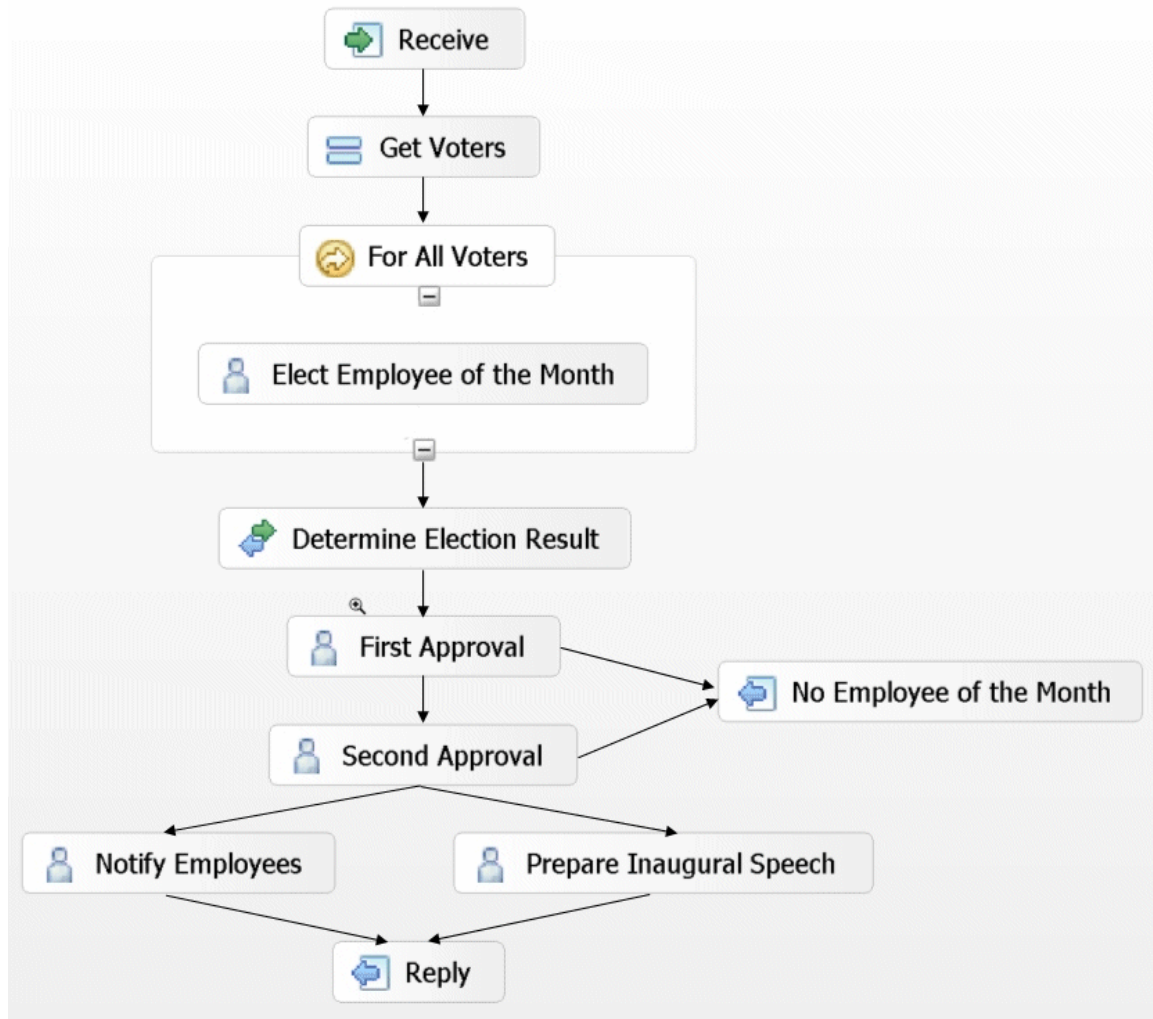 Receive
Get Voters
For All Voters
Elect Employee of the Month
Determine Election Result
First Approval
No Employee of the Month
Second Approval
Notify Employees
Prepare Inaugural Speech
Reply